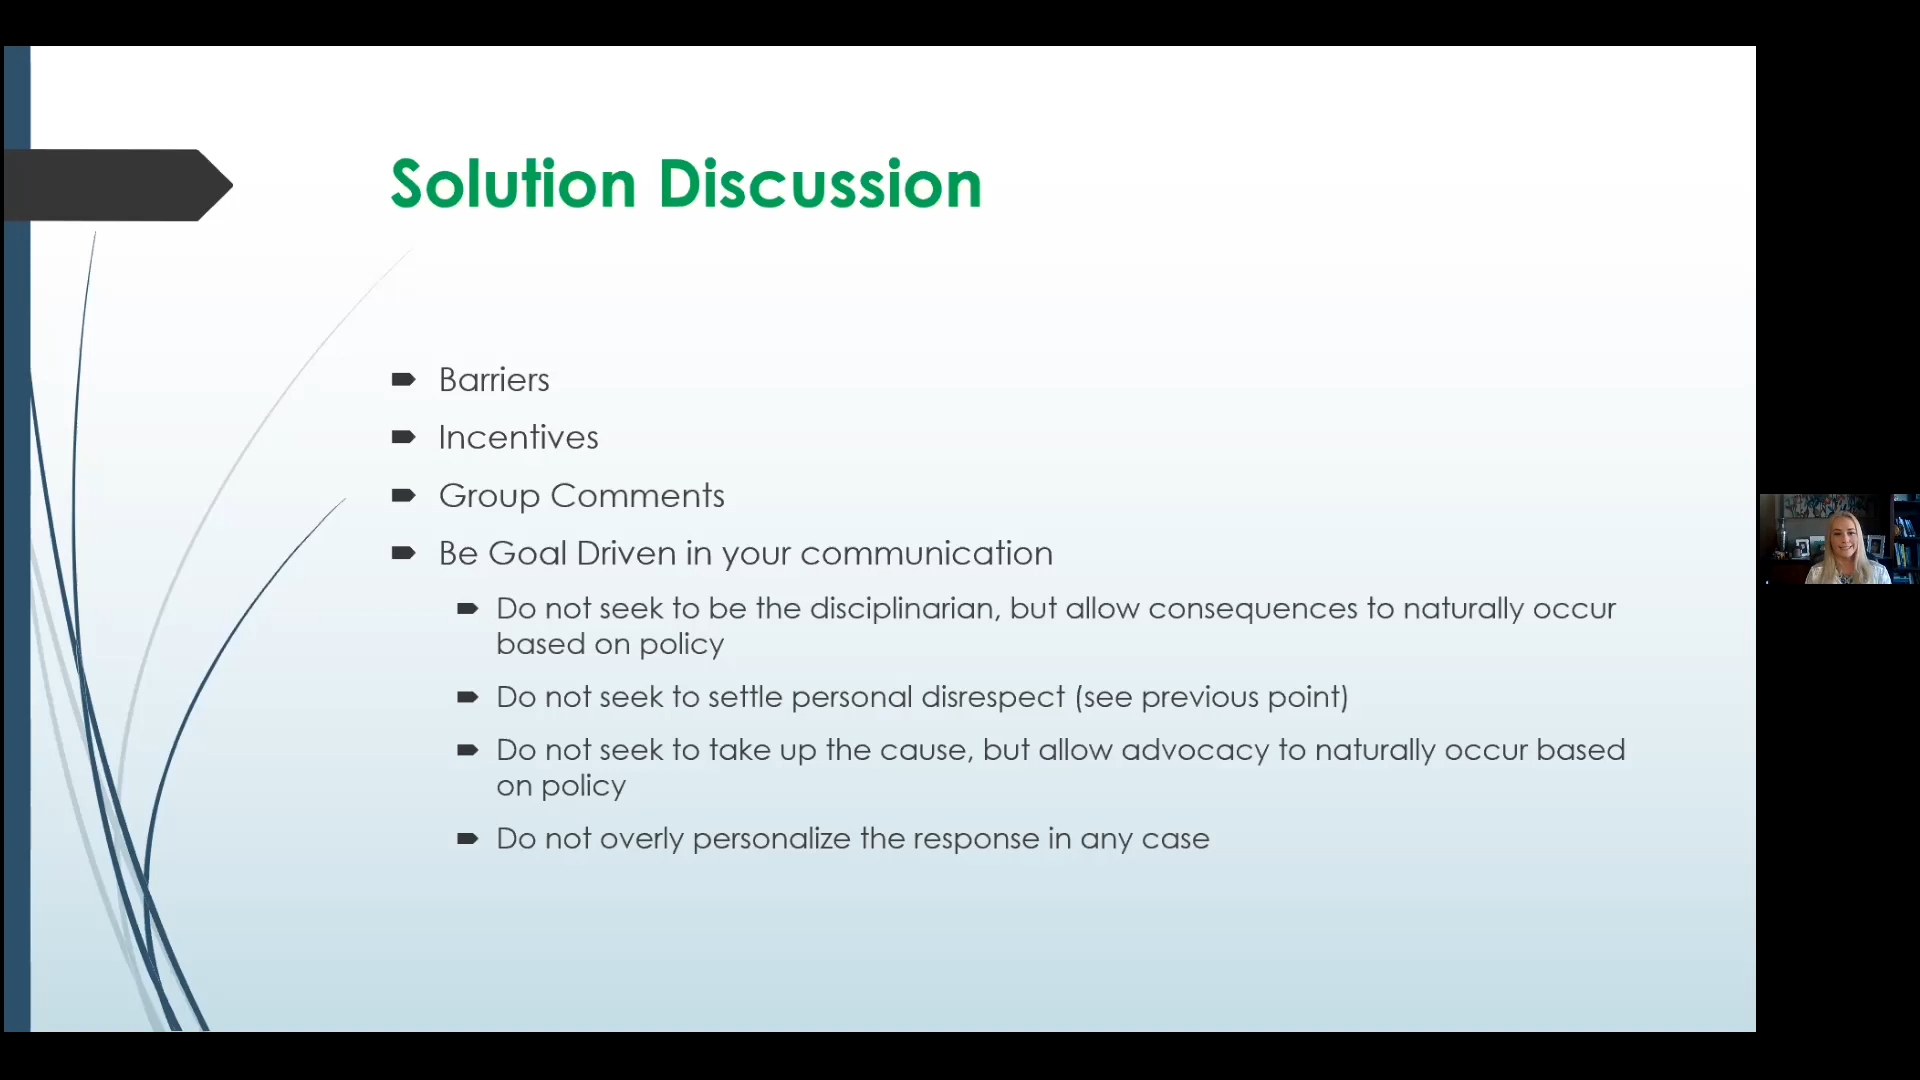 Solution Discussion
Barriers
Incentives
Group Comments
Be Goal Driven in your communication
Do not seek to be the disciplinarian, but allow consequences to naturally occur
based on policy
Do not seek to settle personal disrespect (see previous point)
Do not seek to take up the cause, but allow advocacy to naturally occur based
on policy
Do not overly personalize the response in any case